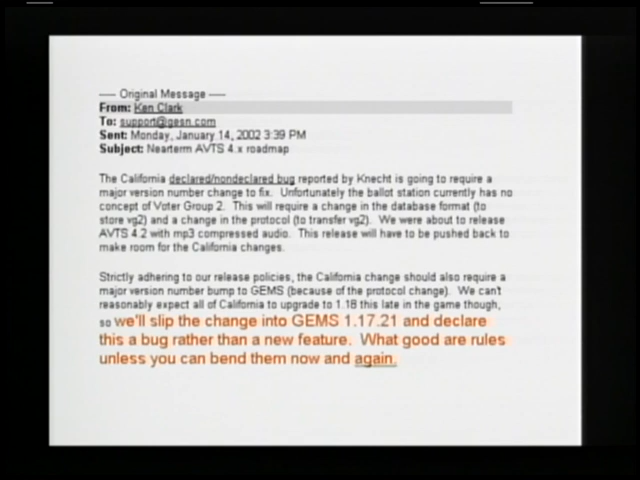 ----- Original Message -----
From: Ken Clark
To: support@gesn.com
Sent: Monday, January 14, 2002 3:39 PM
Subject: Nearterm AVTS 4.x roadmap
The California declared/nondeclared bug reported by Knecht is going to require a
major version number change to fix. Unfortunately the ballot station currently has no
concept of Voter Group 2. This will require a change in the database format (to
store vg2) and a change in the protocol (to transfer vg2). We were about to release
AVTS 4.2 with mp3 compressed audio. This release will have to be pushed back to
make room for the California changes.
Strictly adhering to our release policies, the California change should also require a
major version number bump to GEMS (because of the protocol change). We can't
reasonably expect all of California to upgrade to 1.18 this late in the game though,
so we'll slip the change into GEMS 1.17.21 and declare
this a bug rather than a new feature. What good are rules
unless you can bend them now and again.